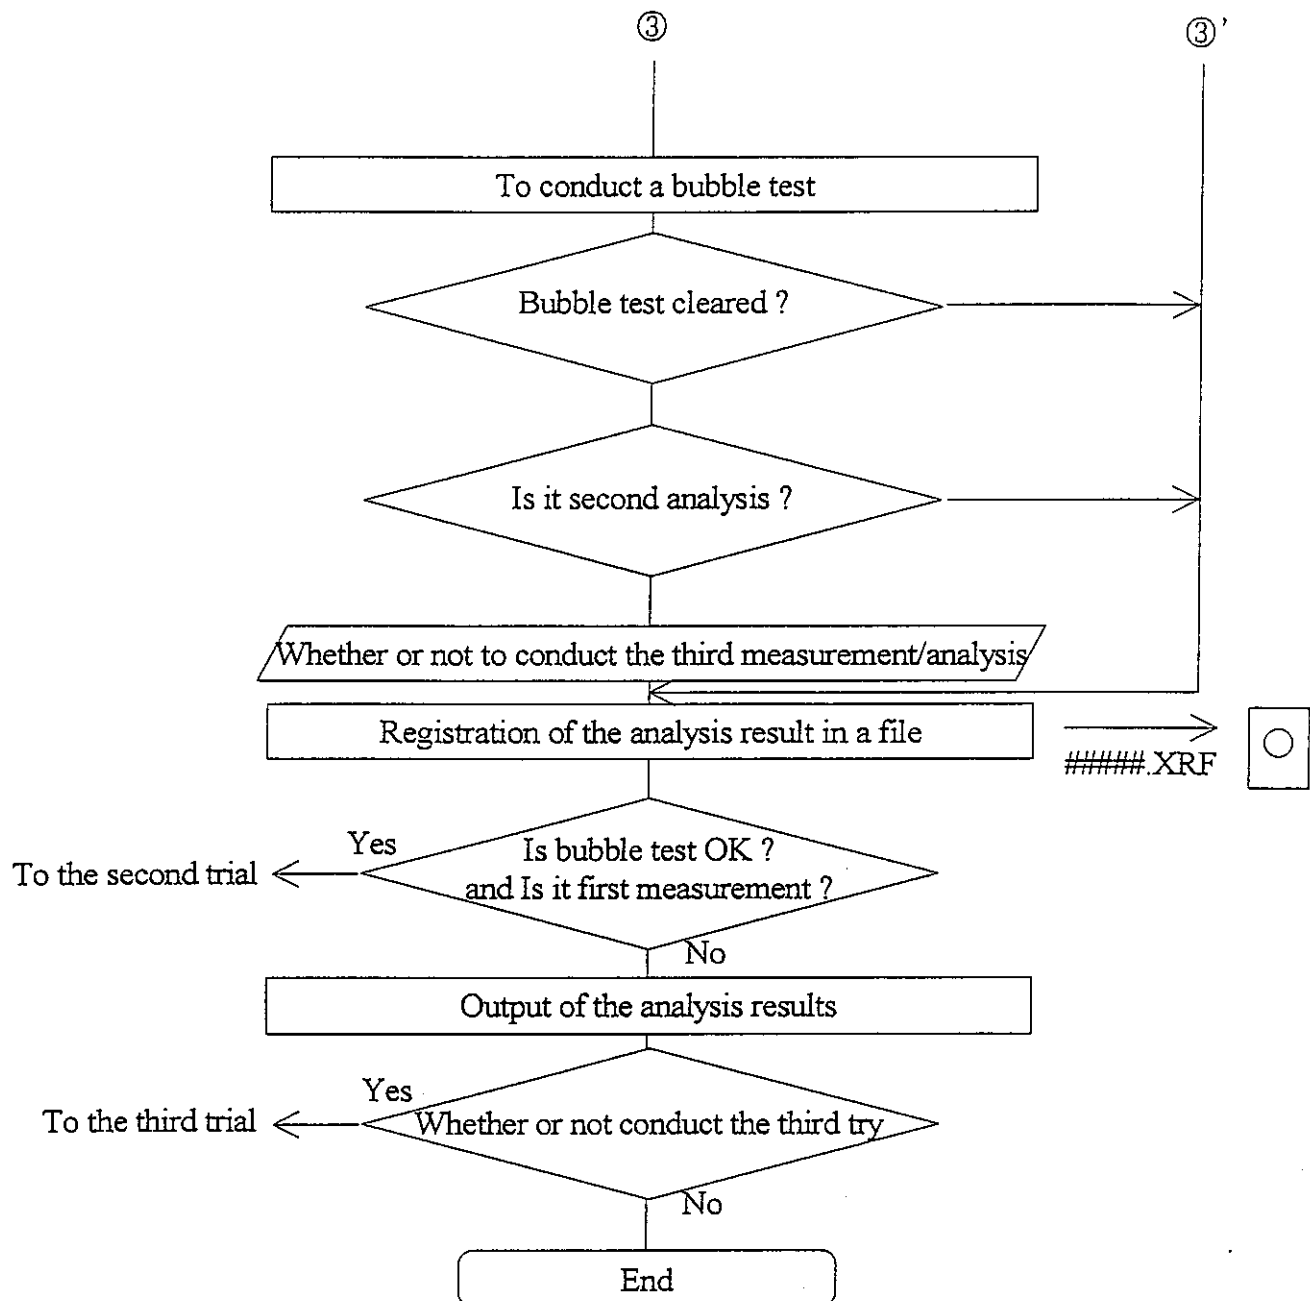 ③ ③'
To conduct a bubble test
Bubble test cleared ?
Is it second analysis ?
Whether or not to conduct the third measurement/analysis
Registration of the analysis result in a file
#####.XRF
Yes
Is bubble test OK ?
To the second trial
and Is it first measurement ?
No
Output of the analysis results
Yes
To the third trial
Whether or not conduct the third try
No
End